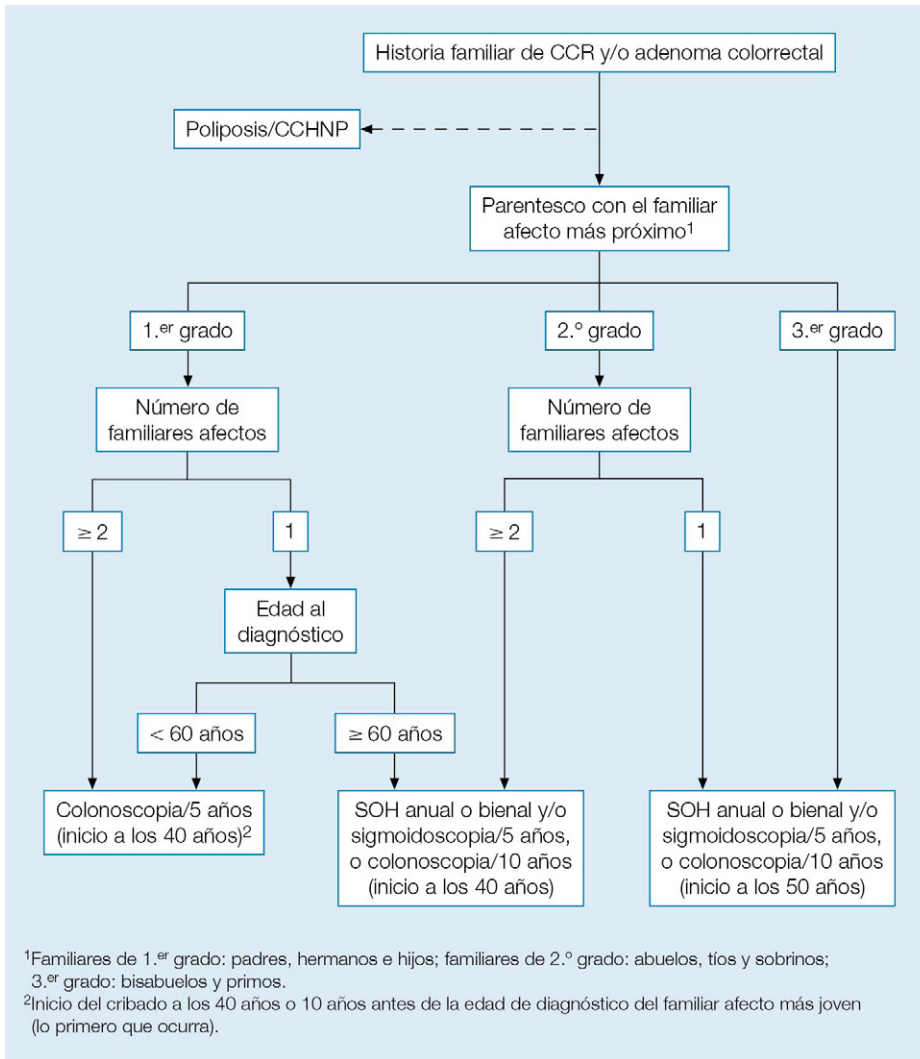 Historia familiar de CCR y/o adenoma colorrectal
Poliposis/CCHNP
Parentesco con el familiar
afecto más próximo¹
1.er grado
2.º grado
3.er grado
Número de
familiares afectos
Número de
familiares afectos
≥ 2
1
≥ 2
1
Edad al
diagnóstico
< 60 años
≥ 60 años
Colonoscopia/5 años
(inicio a los 40 años)²
SOH anual o bienal y/o
sigmoidoscopia/5 años,
o colonoscopia/10 años
(inicio a los 40 años)
SOH anual o bienal y/o
sigmoidoscopia/5 años,
o colonoscopia/10 años
(inicio a los 50 años)
¹Familiares de 1.er grado: padres, hermanos e hijos; familiares de 2.º grado: abuelos, tíos y sobrinos;
3.er grado: bisabuelos y primos.
²Inicio del cribado a los 40 años o 10 años antes de la edad de diagnóstico del familiar afecto más joven
(lo primero que ocurra).